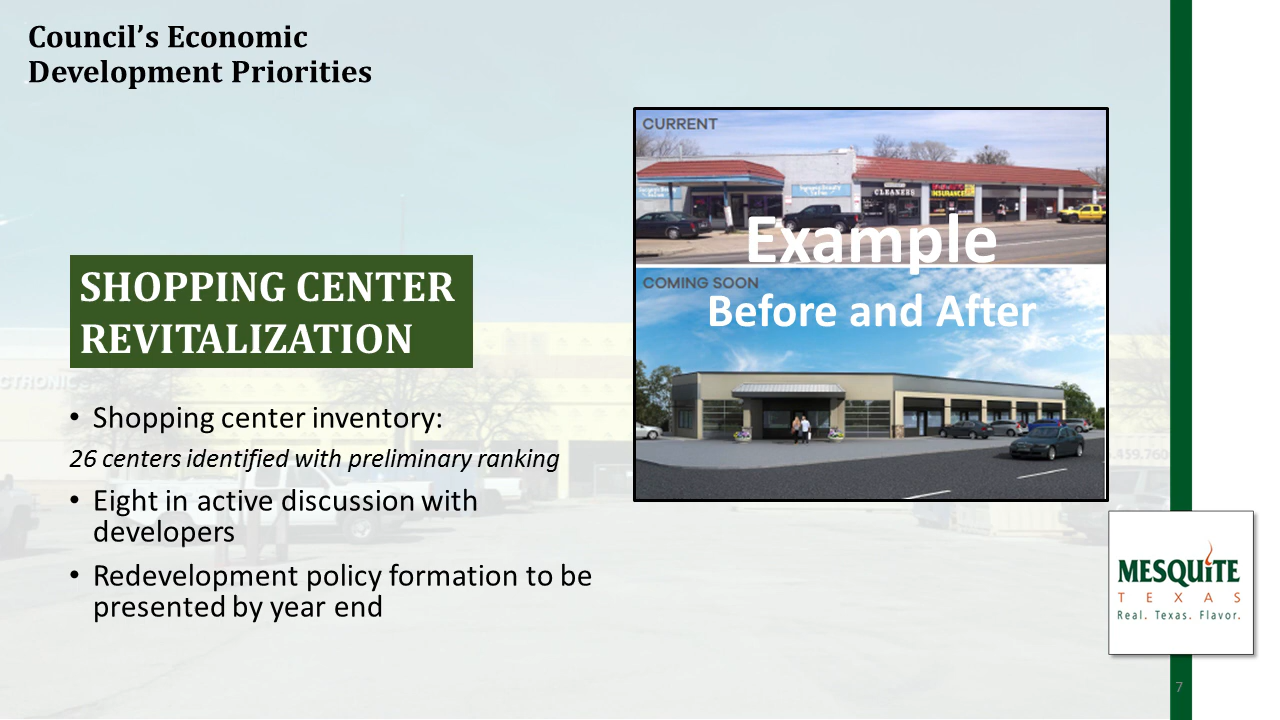 Council’s Economic
Development Priorities
SHOPPING CENTER
REVITALIZATION
• Shopping center inventory:
26 centers identified with preliminary ranking
• Eight in active discussion with
developers
• Redevelopment policy formation to be
presented by year end
CURRENT
CLEANERS
INSURANCE
Example
COMING SOON
Before and After
MESQUiTE
TEXAS
Real. Texas. Flavor.
7